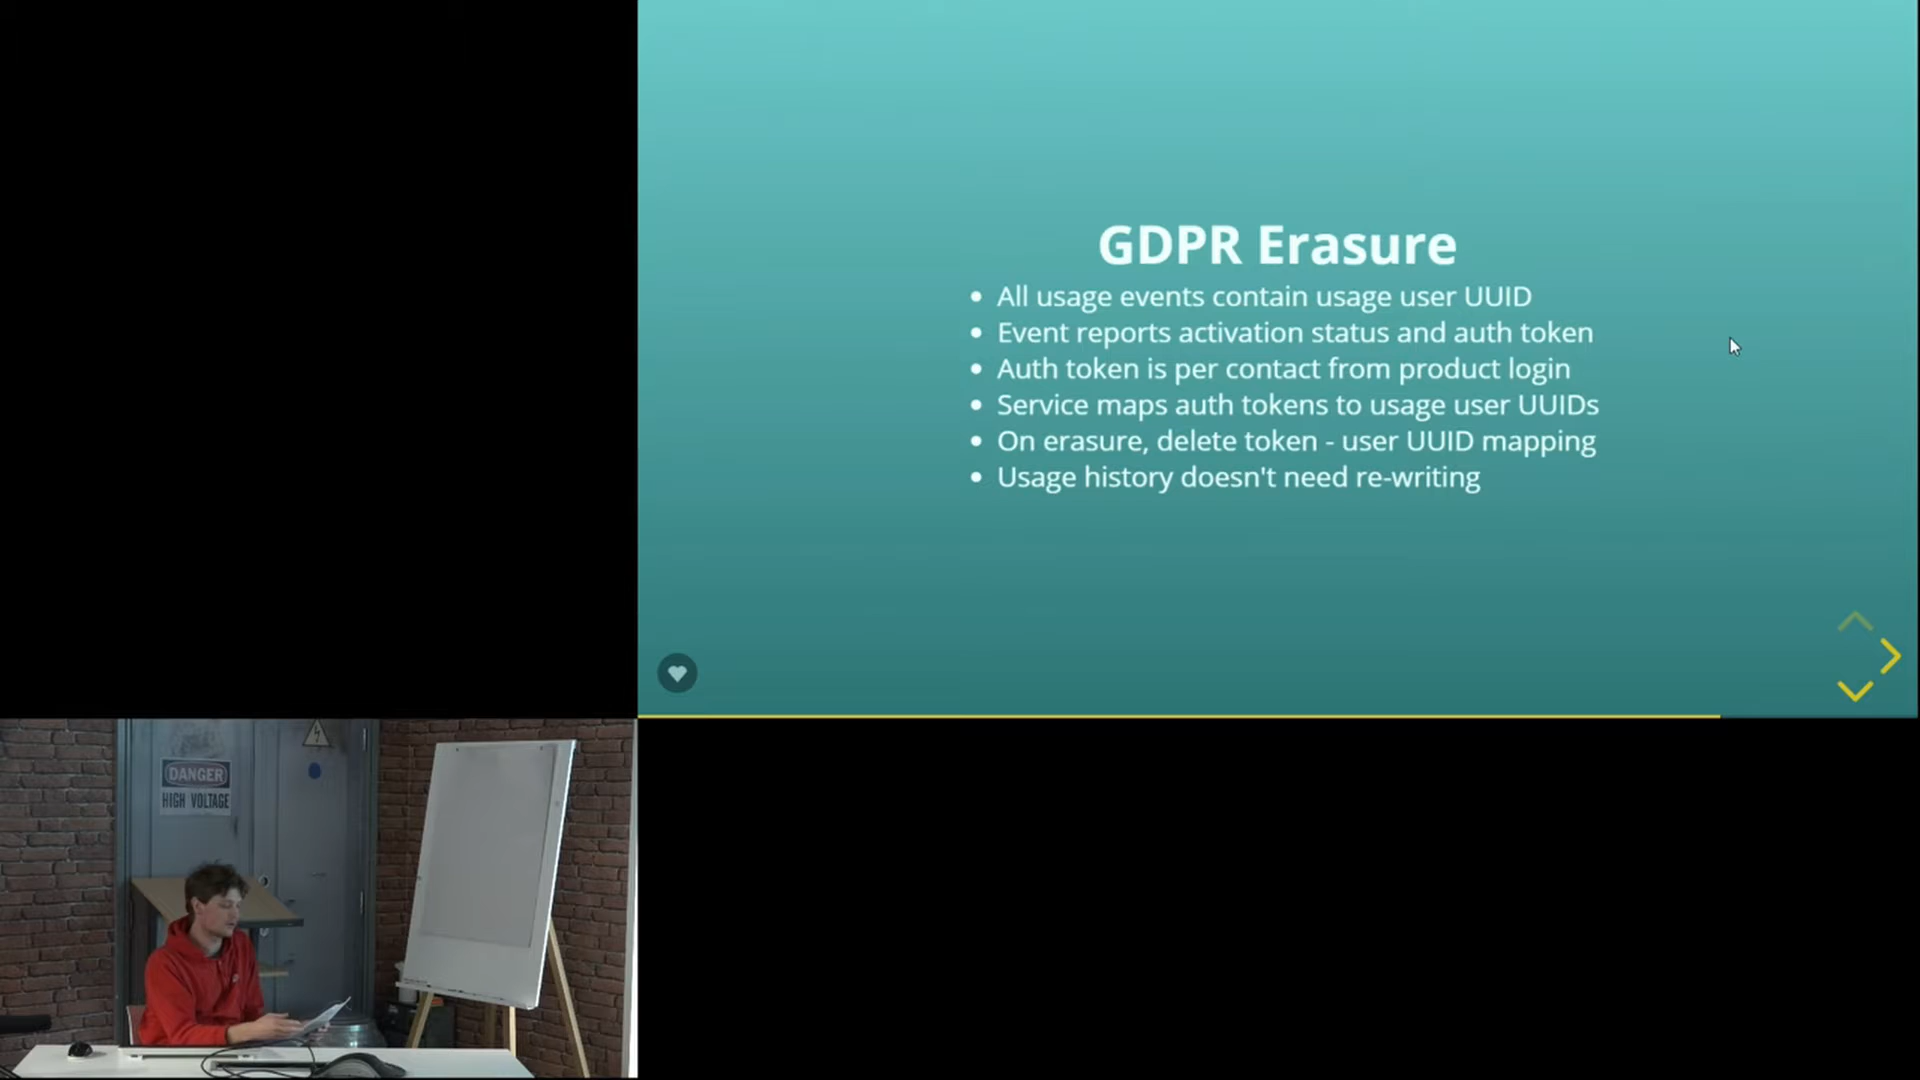 GDPR Erasure
All usage events contain usage user UUID
Event reports activation status and auth token
Auth token is per contact from product login
Service maps auth tokens to usage user UUIDs
On erasure, delete token - user UUID mapping
Usage history doesn't need re-writing
DANGER
HIGH VOLTAGE